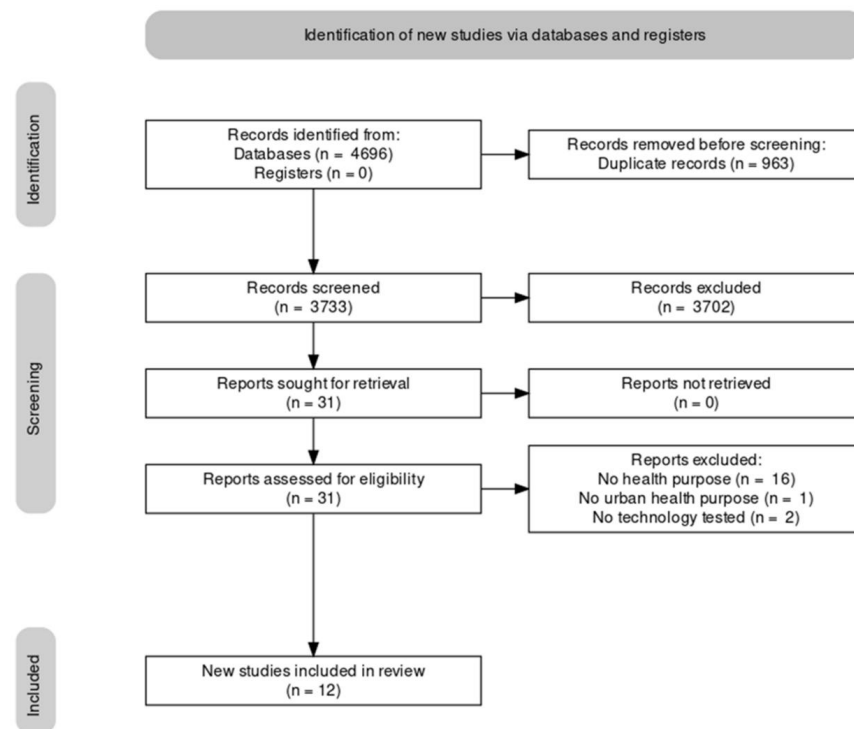 Identification of new studies via databases and registers
Identification
Records identified from:
Databases (n = 4696)
Registers (n = 0)
Records removed before screening:
Duplicate records (n = 963)
Screening
Records screened
(n = 3733)
Records excluded
(n = 3702)
Reports sought for retrieval
(n = 31)
Reports not retrieved
(n = 0)
Reports assessed for eligibility
(n = 31)
Reports excluded:
No health purpose (n = 16)
No urban health purpose (n = 1)
No technology tested (n = 2)
Included
New studies included in review
(n = 12)